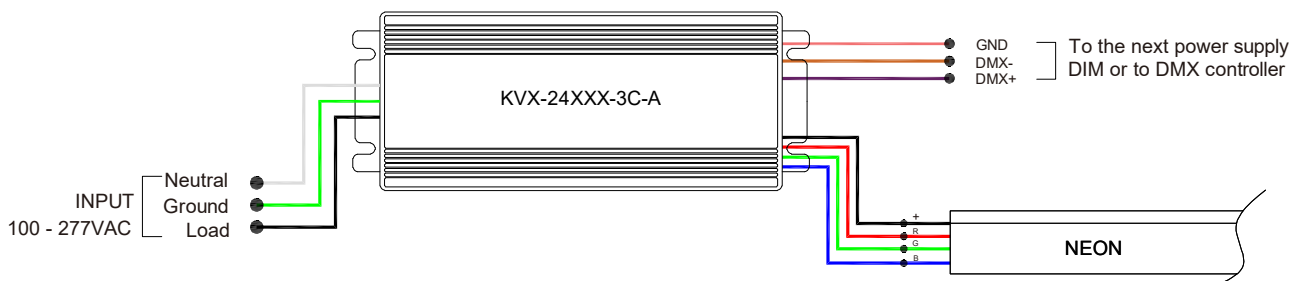 KVX-24XXX-3C-A
GND
DMX-
DMX+
To the next power supply
DIM or to DMX controller
INPUT
100 - 277VAC
Neutral
Ground
Load
+
R
G
B
NEON